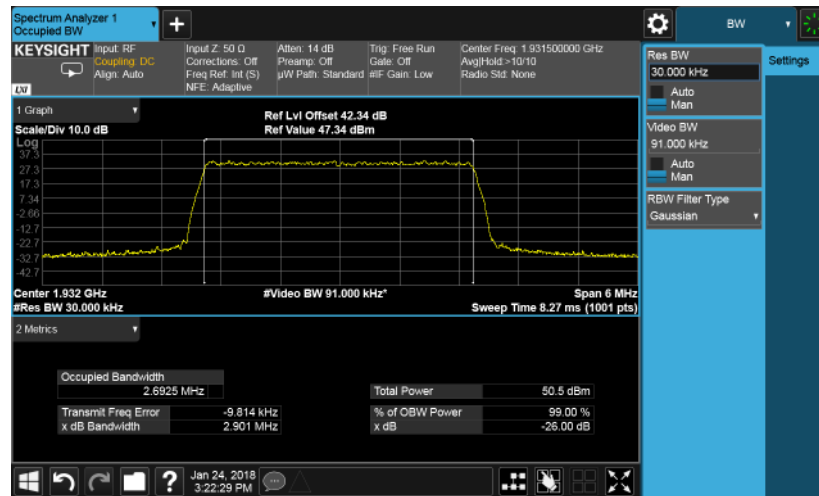 Spectrum Analyzer 1
Occupied BW
+
KEYSIGHT
Input: RF
Coupling: DC
Align: Auto
Input Z: 50 Ω
Corrections: Off
Freq Ref: Int (S)
NFE: Adaptive
Atten: 14 dB
Preamp: Off
µW Path: Standard
Trig: Free Run
Gate: Off
#IF Gain: Low
Center Freq: 1.931500000 GHz
Avg|Hold:>10/10
Radio Std: None
LXI
1 Graph
Scale/Div 10.0 dB
Ref Lvl Offset 42.34 dB
Ref Value 47.34 dBm
Log
37.3
27.3
17.3
7.34
-2.66
-12.7
-22.7
-32.7
-42.7
Center 1.932 GHz
#Res BW 30.000 kHz
#Video BW 91.000 kHz*
Span 6 MHz
Sweep Time 8.27 ms (1001 pts)
2 Metrics
Occupied Bandwidth
2.6925 MHz
Total Power 50.5 dBm
Transmit Freq Error -9.814 kHz
% of OBW Power 99.00 %
x dB Bandwidth 2.901 MHz
x dB -26.00 dB
BW
Settings
Res BW
30.000 kHz
Auto
Man
Video BW
91.000 kHz
Auto
Man
RBW Filter Type
Gaussian
?
Jan 24, 2018
3:22:29 PM